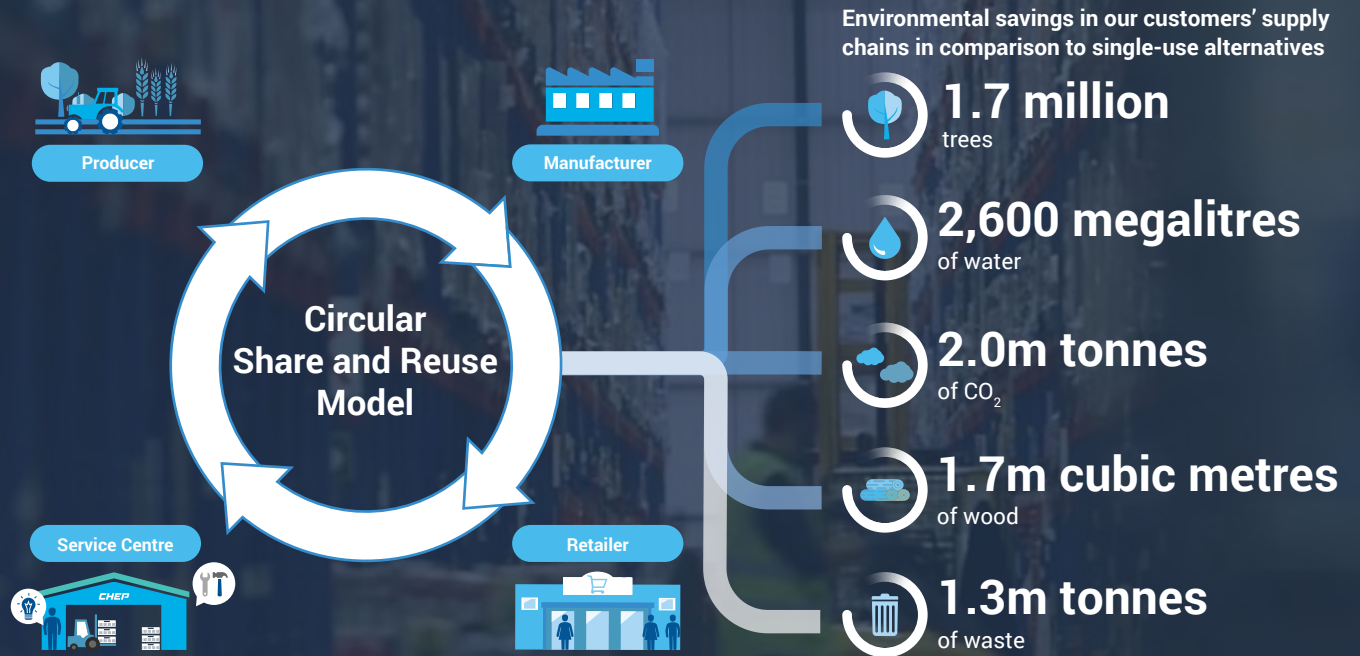 Environmental savings in our customers’ supply
chains in comparison to single-use alternatives
Producer
Manufacturer
Circular
Share and Reuse
Model
Service Centre
CHEP
Retailer
1.7 million
trees
2,600 megalitres
of water
2.0m tonnes
of CO₂
1.7m cubic metres
of wood
1.3m tonnes
of waste